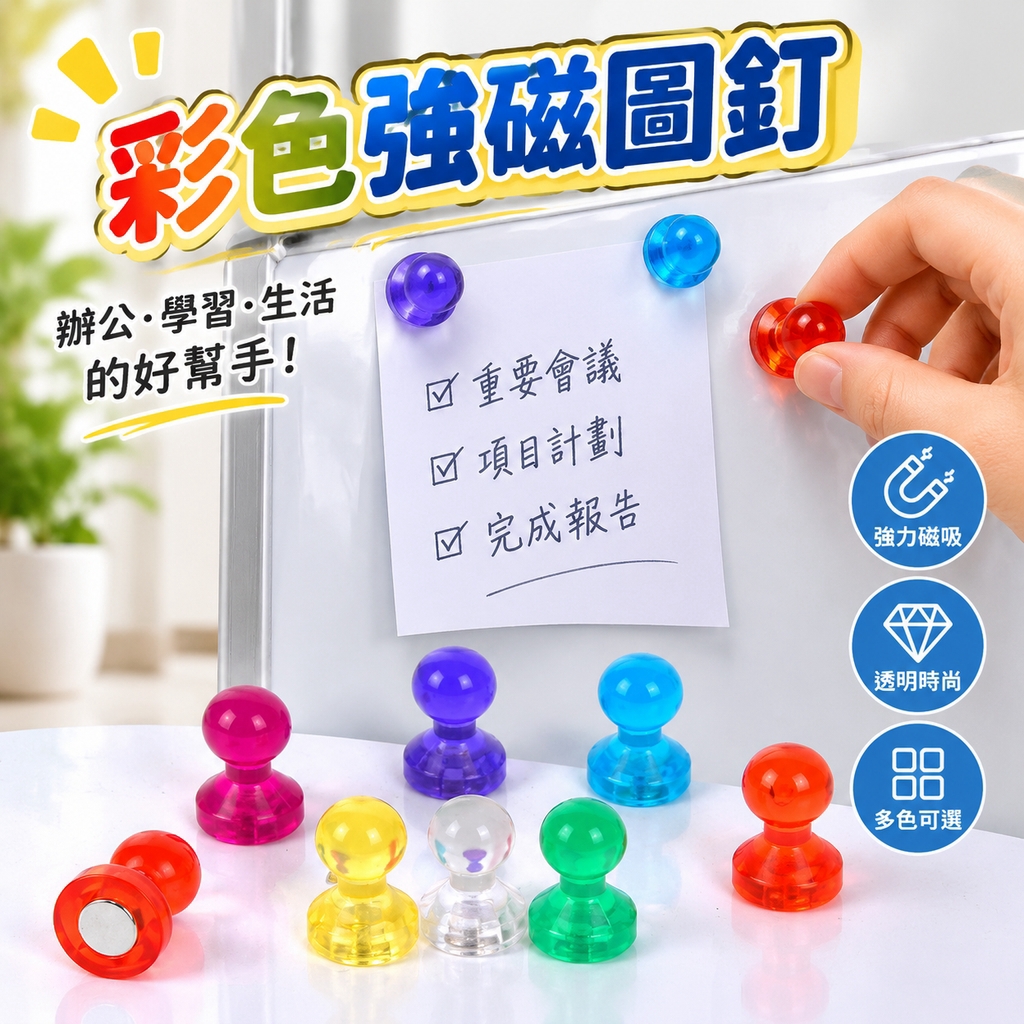 彩色強磁圖釘
辦公·學習·生活
的好幫手!
重要會議
項目計劃
完成報告
強力磁吸
透明時尚
多色可選